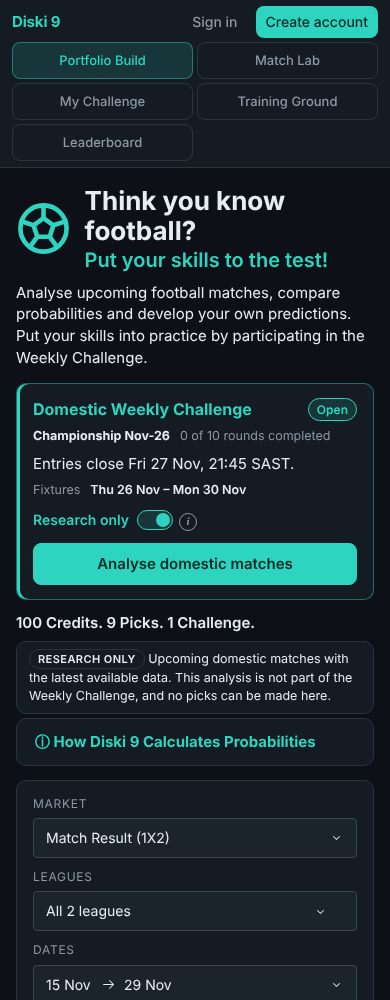 Diski 9
Sign in
Create account
Portfolio Build
Match Lab
My Challenge
Training Ground
Leaderboard
Think you know
football?
Put your skills to the test!
Analyse upcoming football matches, compare
probabilities and develop your own predictions.
Put your skills into practice by participating in the
Weekly Challenge.
Domestic Weekly Challenge
Open
Championship Nov-26 0 of 10 rounds completed
Entries close Fri 27 Nov, 21:45 SAST.
Fixtures Thu 26 Nov – Mon 30 Nov
Research only i
Analyse domestic matches
100 Credits. 9 Picks. 1 Challenge.
RESEARCH ONLY Upcoming domestic matches with
the latest available data. This analysis is not part of the
Weekly Challenge, and no picks can be made here.
ⓘ How Diski 9 Calculates Probabilities
MARKET
Match Result (1X2)
LEAGUES
All 2 leagues
DATES
15 Nov → 29 Nov